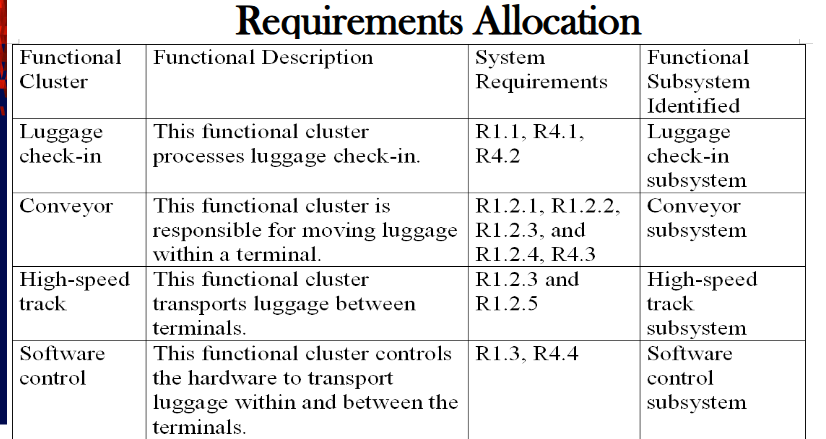 Requirements Allocation
Functional Cluster | Functional Description | System Requirements | Functional Subsystem Identified
Luggage check-in | This functional cluster processes luggage check-in. | R1.1, R4.1, R4.2 | Luggage check-in subsystem
Conveyor | This functional cluster is responsible for moving luggage within a terminal. | R1.2.1, R1.2.2, R1.2.3, and R1.2.4, R4.3 | Conveyor subsystem
High-speed track | This functional cluster transports luggage between terminals. | R1.2.3 and R1.2.5 | High-speed track subsystem
Software control | This functional cluster controls the hardware to transport luggage within and between the terminals. | R1.3, R4.4 | Software control subsystem